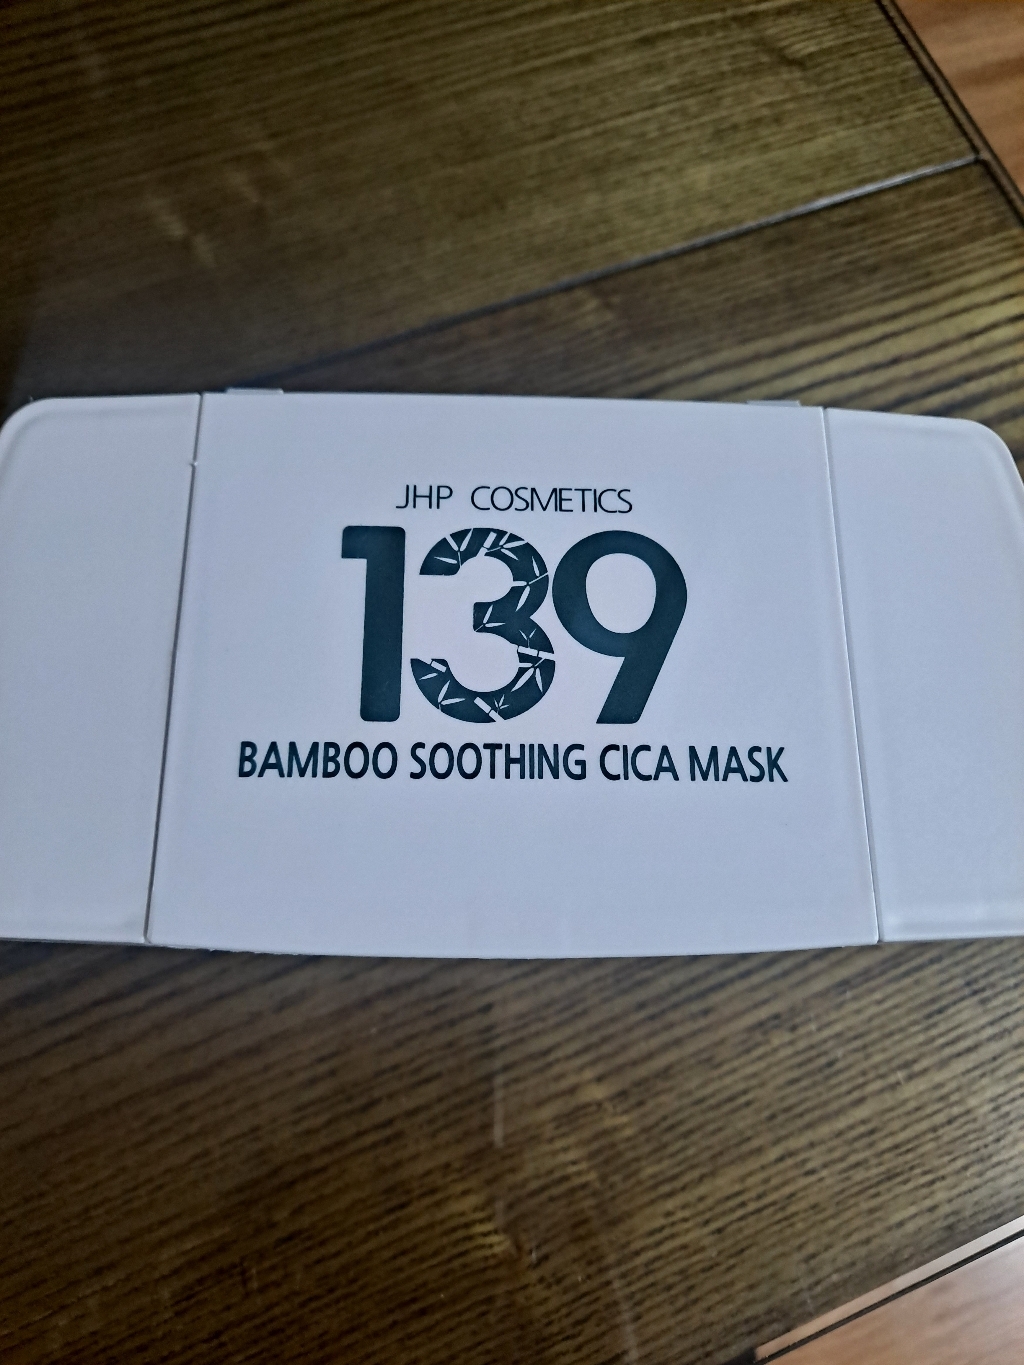 JHP COSMETICS
139
BAMBOO SOOTHING CICA MASK